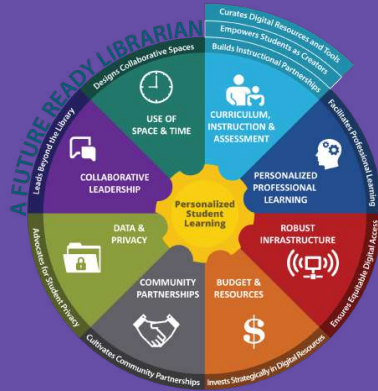 A FUTURE READY LIBRARIAN
Curates Digital Resources and Tools
Empowers Students as Creators
Builds Instructional Partnerships
Designs Collaborative Spaces
USE OF
SPACE & TIME
CURRICULUM,
INSTRUCTION &
ASSESSMENT
Facilitates Professional Learning
Leads Beyond the Library
COLLABORATIVE
LEADERSHIP
PERSONALIZED
PROFESSIONAL
LEARNING
Personalized
Student
Learning
DATA &
PRIVACY
ROBUST
INFRASTRUCTURE
Advocates for Student Privacy
Ensures Equitable Digital Access
COMMUNITY
PARTNERSHIPS
BUDGET &
RESOURCES
$
Cultivates Community Partnerships
Invests Strategically in Digital Resources